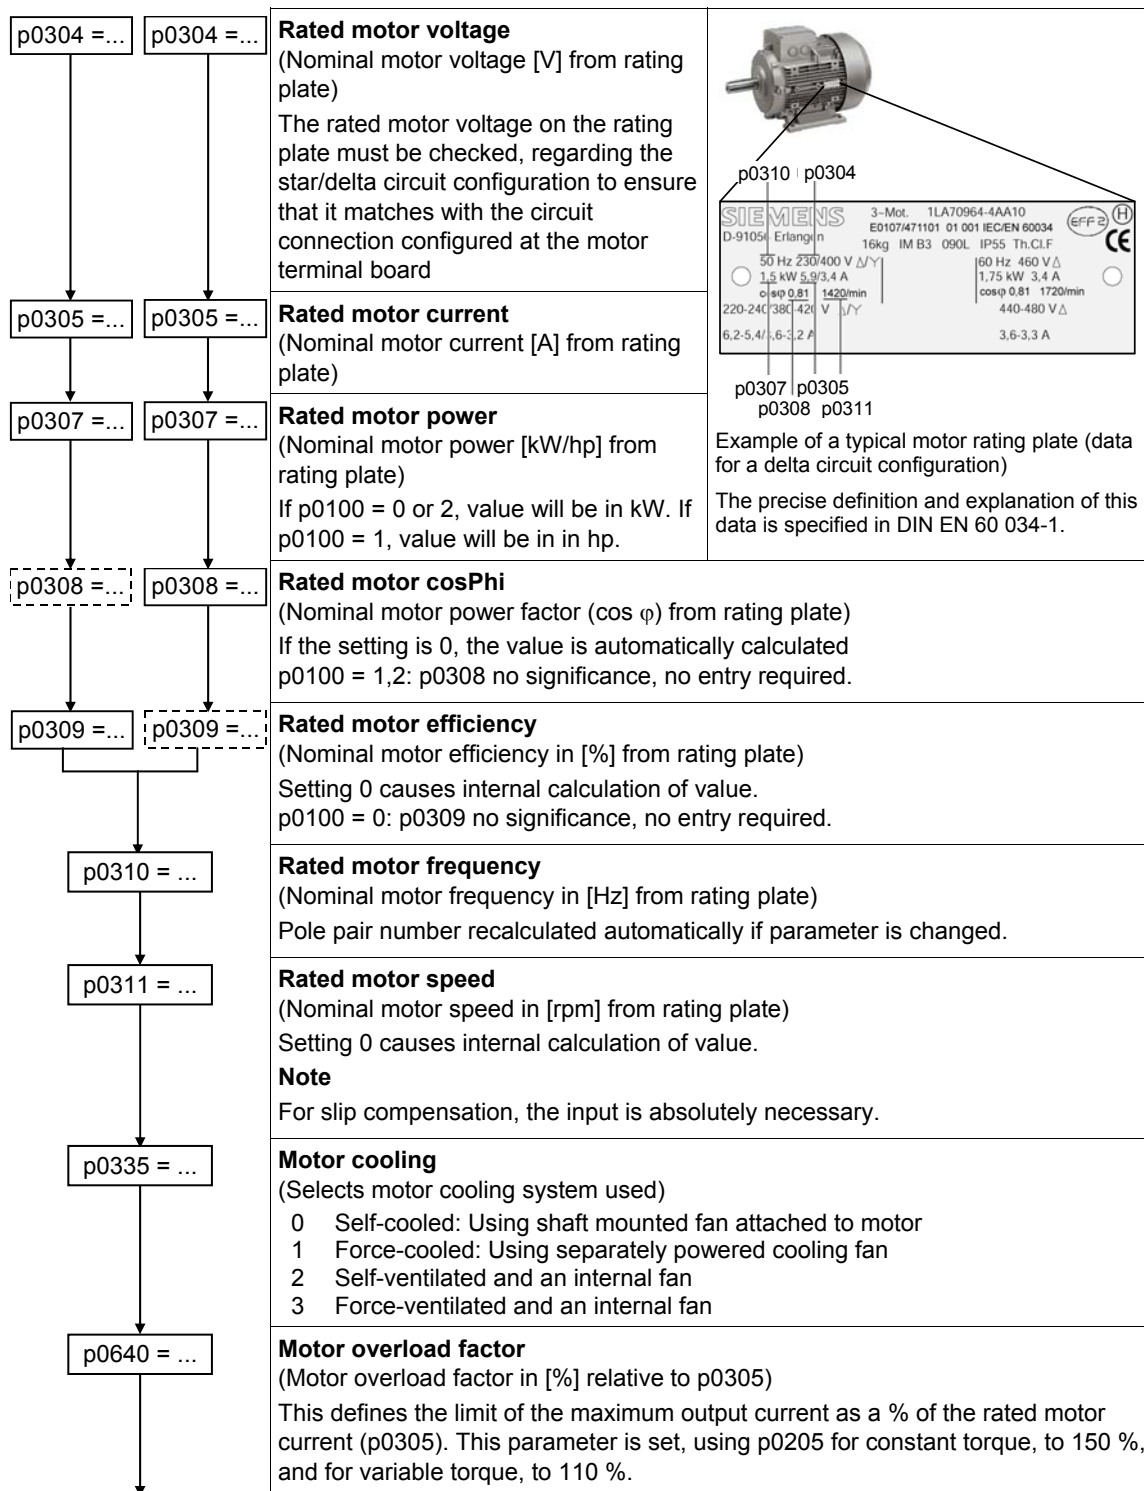 p0304 =... p0304 =...
Rated motor voltage
(Nominal motor voltage [V] from rating
plate)
The rated motor voltage on the rating
plate must be checked, regarding the
star/delta circuit configuration to ensure
that it matches with the circuit
connection configured at the motor
terminal board
p0310 p0304
SIEMENS
D-91056 Erlangen
3~Mot. 1LA70964-4AA10
E0107/471101 01 001 IEC/EN 60034
16kg IM B3 090L IP55 Th.Cl.F
EFF 2
H
CE
50 Hz 230/400 V Δ/Y
1,5 kW 5,9/3,4 A
cosφ 0,81 1420/min
220-240/380-420 V Δ/Y
6,2-5,4/3,6-3,2 A
60 Hz 460 V Δ
1,75 kW 3,4 A
cosφ 0,81 1720/min
440-480 V Δ
3,6-3,3 A
p0307 p0305
p0308 p0311
Example of a typical motor rating plate (data
for a delta circuit configuration)
The precise definition and explanation of this
data is specified in DIN EN 60 034-1.
p0305 =... p0305 =...
Rated motor current
(Nominal motor current [A] from rating
plate)
p0307 =... p0307 =...
Rated motor power
(Nominal motor power [kW/hp] from
rating plate)
If p0100 = 0 or 2, value will be in kW. If
p0100 = 1, value will be in in hp.
p0308 =... p0308 =...
Rated motor cosPhi
(Nominal motor power factor (cos φ) from rating plate)
If the setting is 0, the value is automatically calculated
p0100 = 1,2: p0308 no significance, no entry required.
p0309 =... p0309 =...
Rated motor efficiency
(Nominal motor efficiency in [%] from rating plate)
Setting 0 causes internal calculation of value.
p0100 = 0: p0309 no significance, no entry required.
p0310 = ...
Rated motor frequency
(Nominal motor frequency in [Hz] from rating plate)
Pole pair number recalculated automatically if parameter is changed.
p0311 = ...
Rated motor speed
(Nominal motor speed in [rpm] from rating plate)
Setting 0 causes internal calculation of value.
Note
For slip compensation, the input is absolutely necessary.
p0335 = ...
Motor cooling
(Selects motor cooling system used)
0 Self-cooled: Using shaft mounted fan attached to motor
1 Force-cooled: Using separately powered cooling fan
2 Self-ventilated and an internal fan
3 Force-ventilated and an internal fan
p0640 = ...
Motor overload factor
(Motor overload factor in [%] relative to p0305)
This defines the limit of the maximum output current as a % of the rated motor
current (p0305). This parameter is set, using p0205 for constant torque, to 150 %,
and for variable torque, to 110 %.